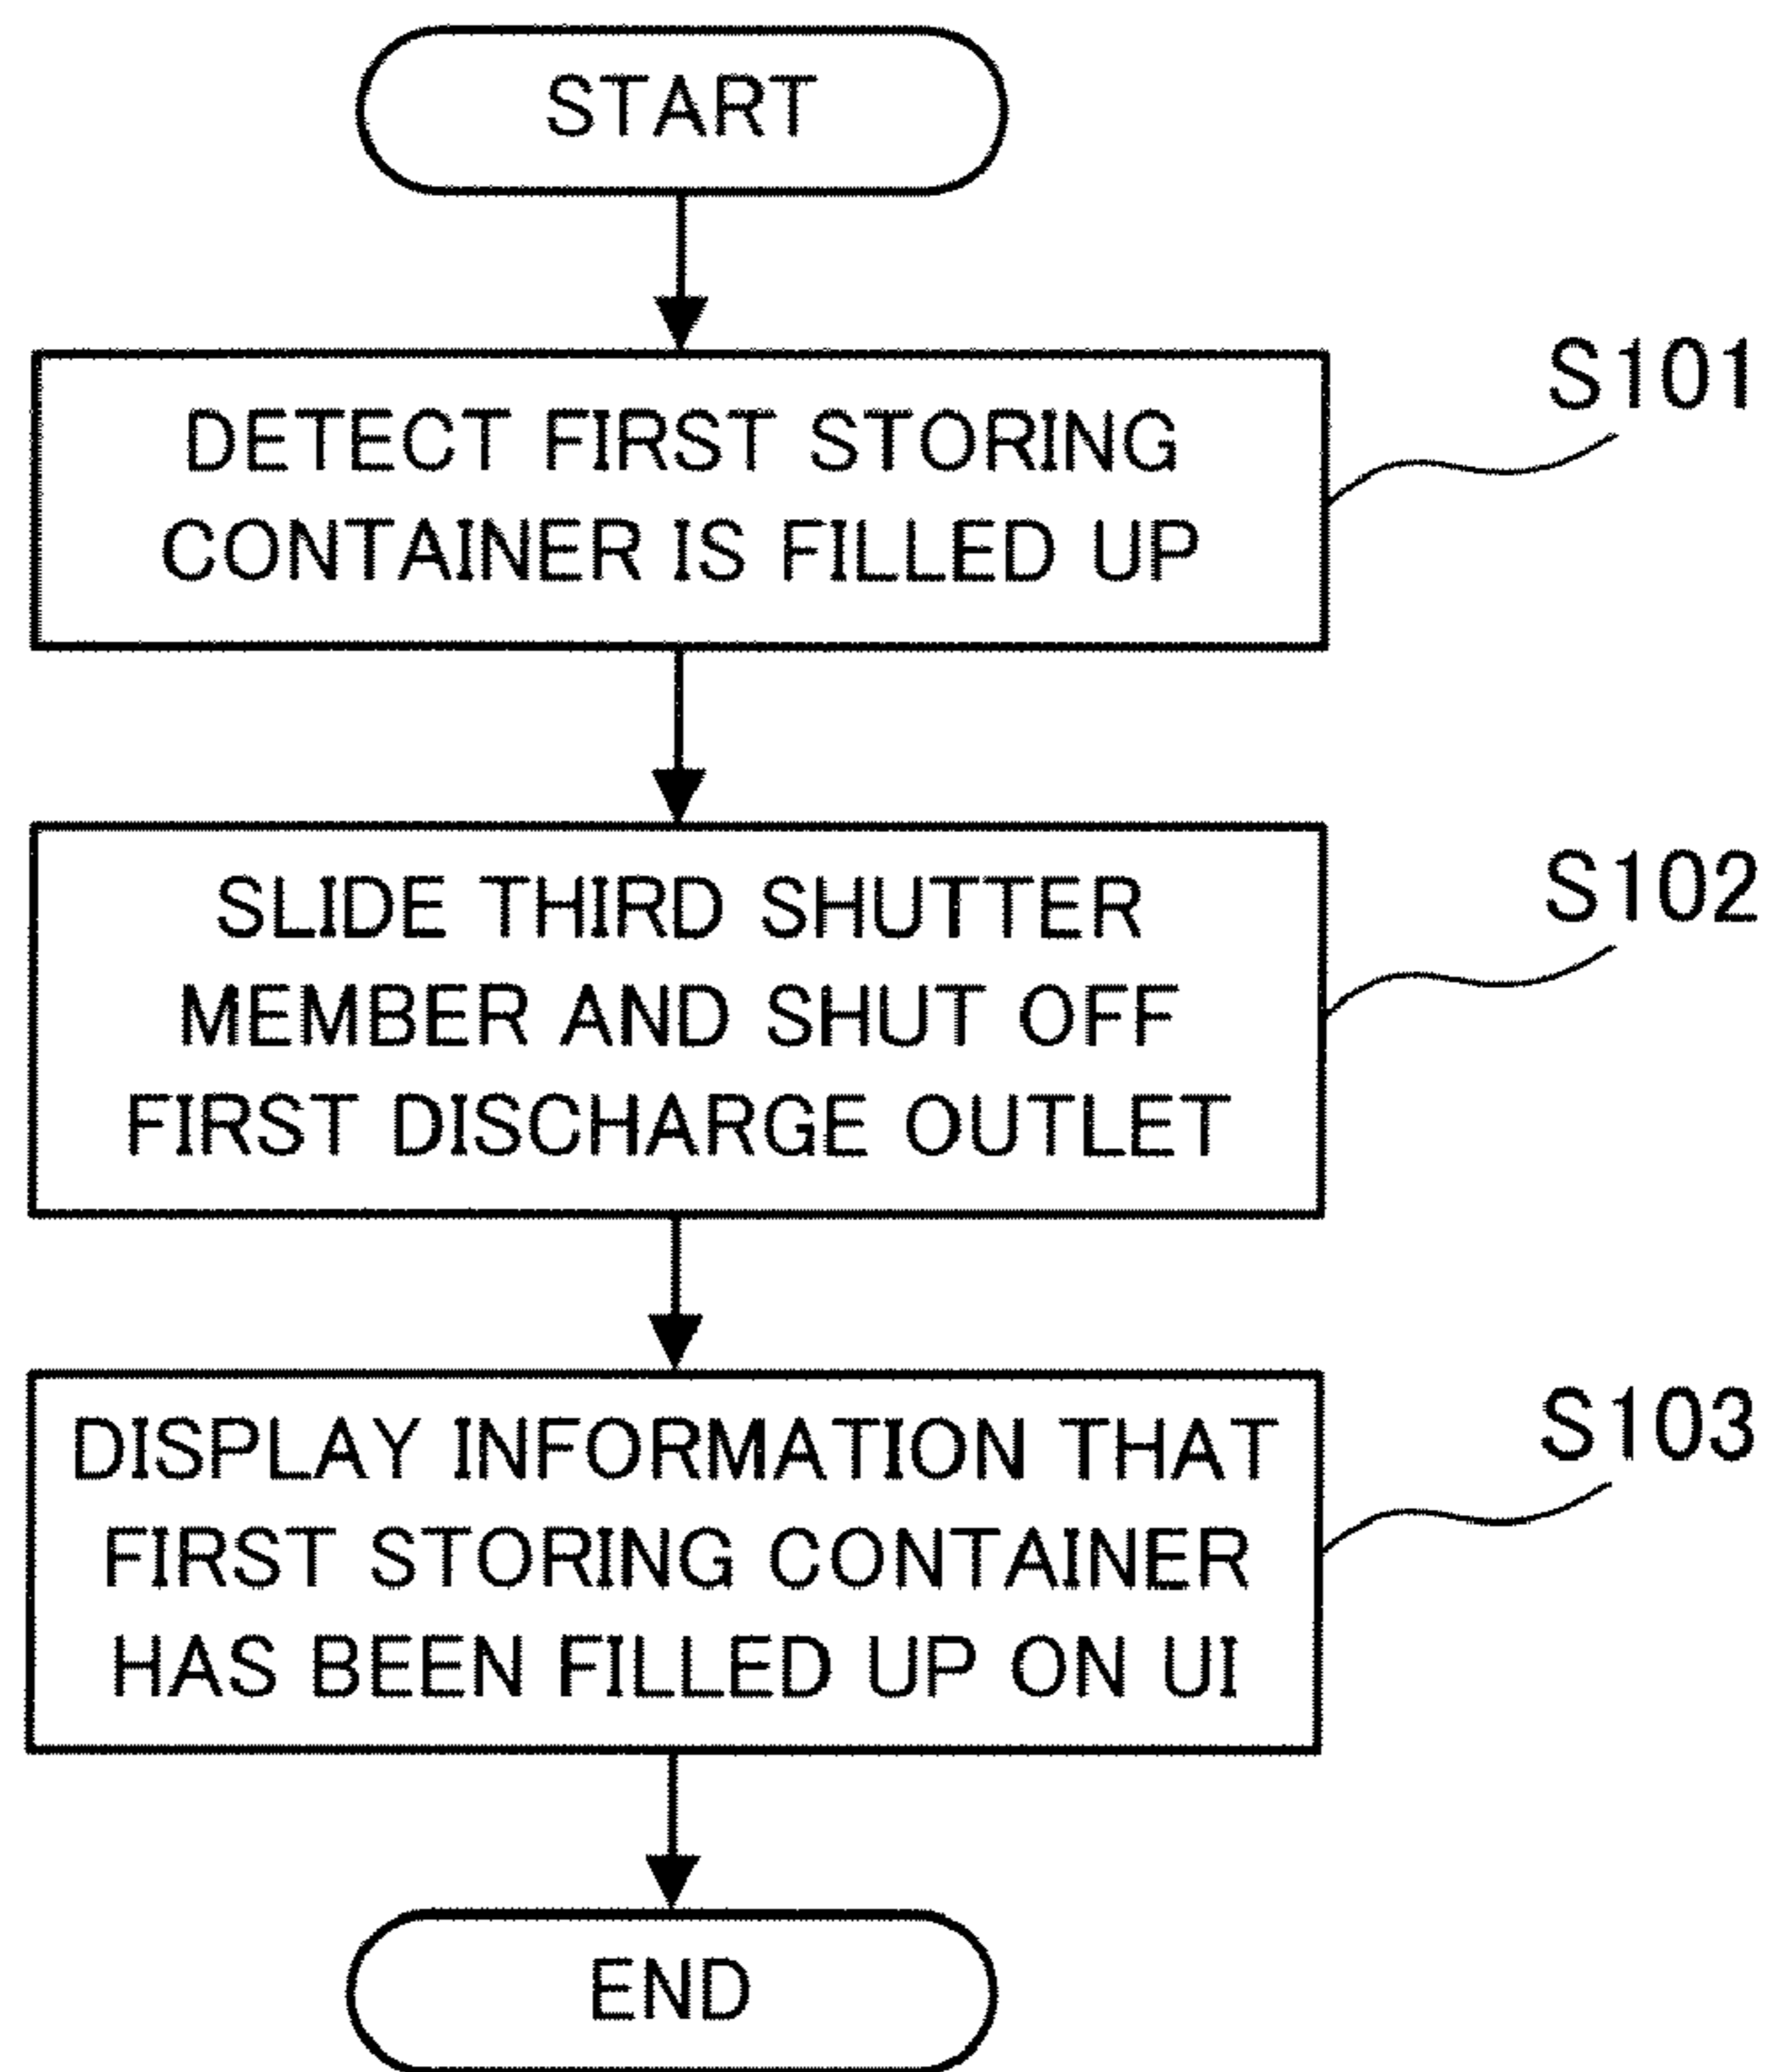 START
DETECT FIRST STORING
CONTAINER IS FILLED UP
S101
SLIDE THIRD SHUTTER
MEMBER AND SHUT OFF
FIRST DISCHARGE OUTLET
S102
DISPLAY INFORMATION THAT
FIRST STORING CONTAINER
HAS BEEN FILLED UP ON UI
S103
END